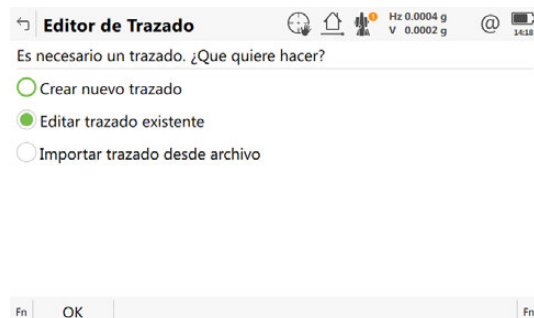 Editor de Trazado
Hz 0.0004 g
V 0.0002 g
@
14:18
Es necesario un trazado. ¿Que quiere hacer?
Crear nuevo trazado
Editar trazado existente
Importar trazado desde archivo
Fn OK Fn